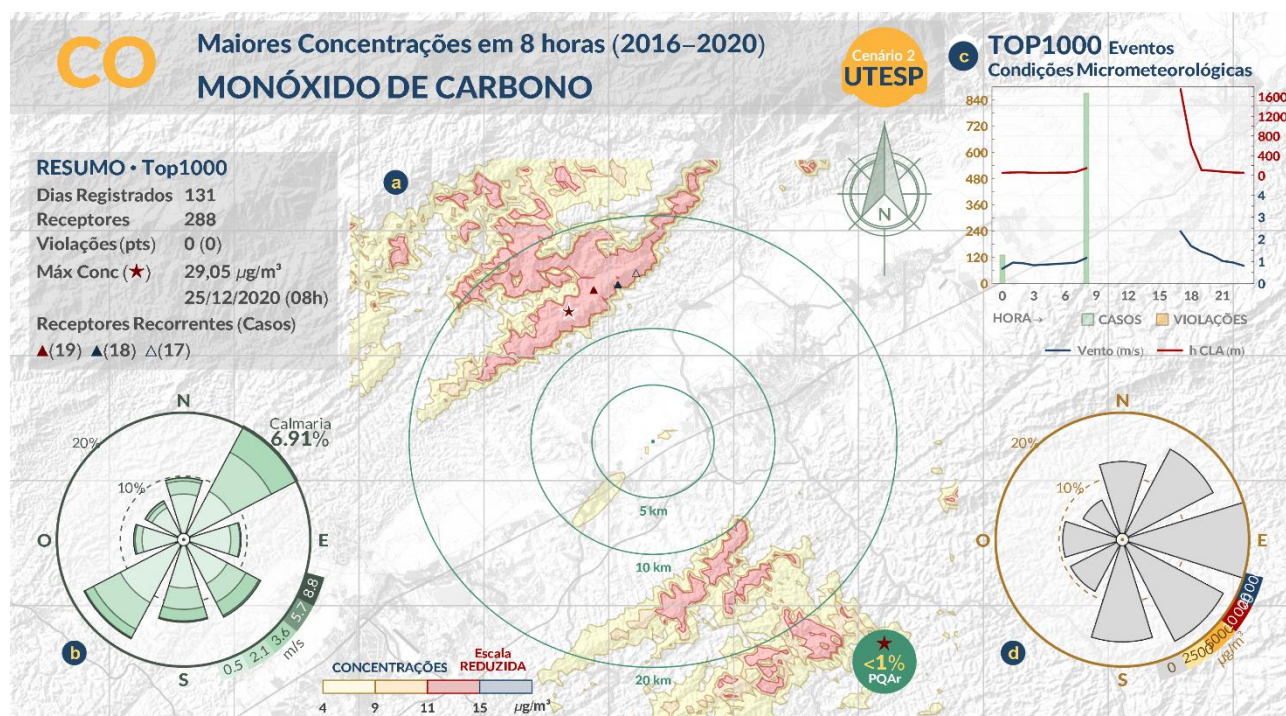 CO
Maiores Concentrações em 8 horas (2016–2020)
MONÓXIDO DE CARBONO
Cenário 2
UTESP
c
TOP1000 Eventos
Condições Micrometeorológicas
RESUMO • Top1000
Dias Registrados 131
Receptores 288
Violações (pts) 0 (0)
Máx Conc (★) 29,05 µg/m³
25/12/2020 (08h)
Receptores Recorrentes (Casos)
▲(19) ▲(18) △(17)
a
N
840
720
600
480
360
240
120
0
1600
1200
800
400
0
4
3
2
1
0
0 3 6 9 12 15 18 21
HORA→
CASOS
VIOLAÇÕES
Vento (m/s)
h CLA (m)
5 km
10 km
20 km
N
Calmaria
6.91%
20%
10%
O
E
S
0.5 2.1 3.6 5.7 8.8
m/s
b
CONCENTRAÇÕES
Escala
REDUZIDA
4 9 11 15 µg/m³
★
<1%
PQAr
N
20%
10%
O
E
S
0
2500
5000
µg/m³
d